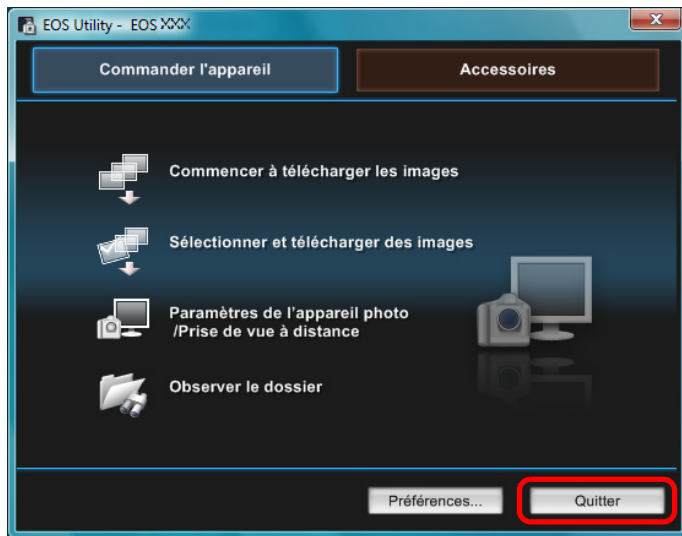 EOS Utility - EOS XXX
Commander l'appareil
Accessoires
Commencer à télécharger les images
Sélectionner et télécharger des images
Paramètres de l'appareil photo
/Prise de vue à distance
Observer le dossier
Préférences...
Quitter